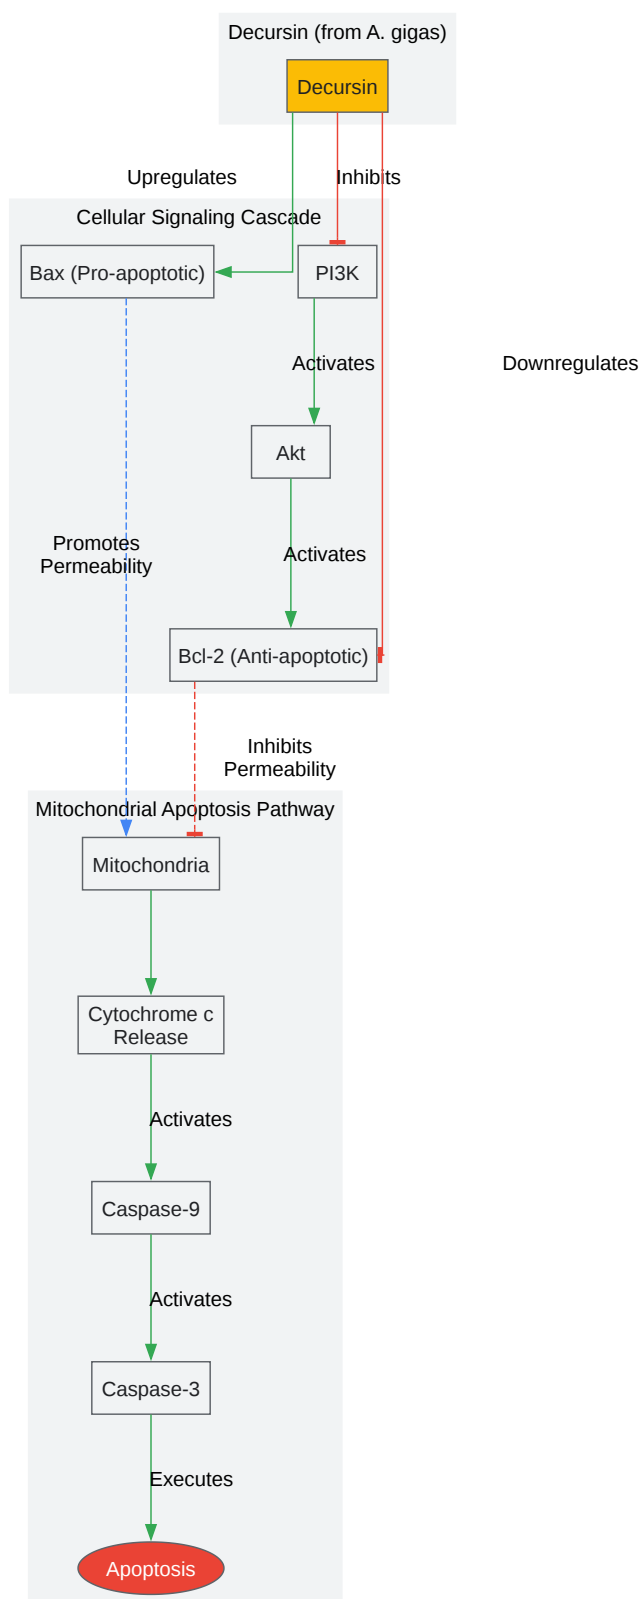 Decursin (from A. gigas)
Decursin
Upregulates
Inhibits
Cellular Signaling Cascade
Bax (Pro-apoptotic)
PI3K
Activates
Downregulates
Akt
Promotes
Permeability
Activates
Bcl-2 (Anti-apoptotic)
Inhibits
Permeability
Mitochondrial Apoptosis Pathway
Mitochondria
Cytochrome c
Release
Activates
Caspase-9
Activates
Caspase-3
Executes
Apoptosis